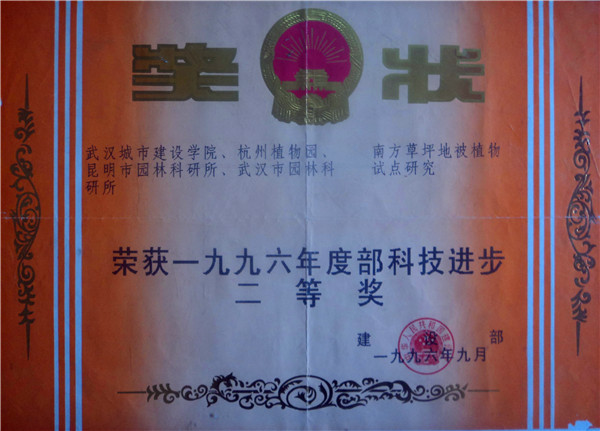 奖状
武汉城市建设学院、杭州植物园、
昆明市园林科研所、武汉市园林科
研所
南方草坪地被植物
试点研究
荣获一九九六年度部科技进步
二等奖
建设部
一九九六年九月